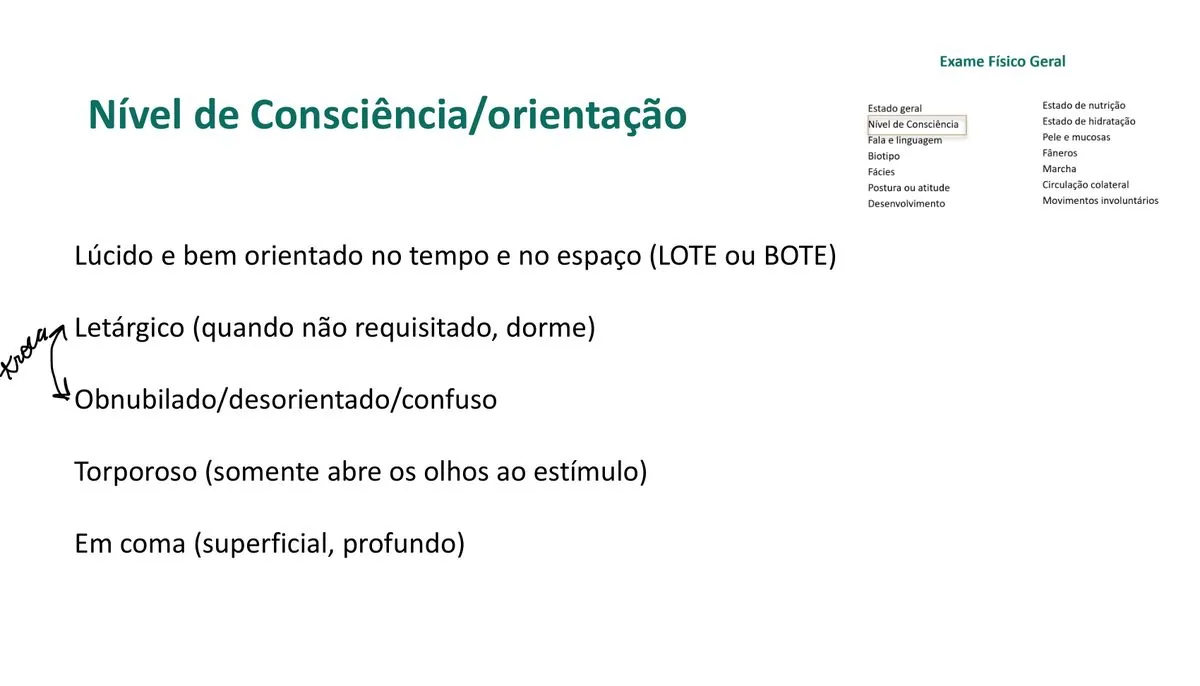 Exame Físico Geral
Nível de Consciência/orientação
Estado geral
Nível de Consciência
Fala e linguagem
Biotipo
Fácies
Postura ou atitude
Desenvolvimento
Estado de nutrição
Estado de hidratação
Pele e mucosas
Fâneros
Marcha
Circulação colateral
Movimentos involuntários
Lúcido e bem orientado no tempo e no espaço (LOTE ou BOTE)
troca
Letárgico (quando não requisitado, dorme)
Obnubilado/desorientado/confuso
Torporoso (somente abre os olhos ao estímulo)
Em coma (superficial, profundo)